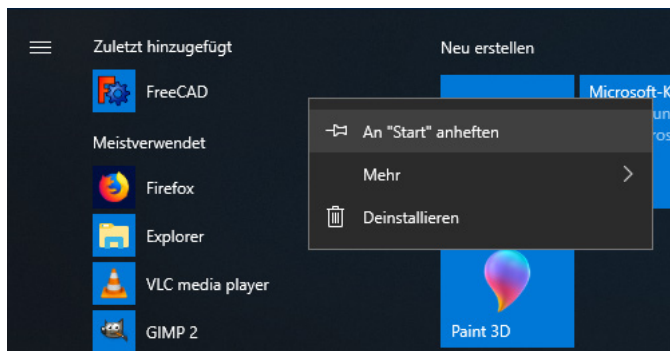 Zuletzt hinzugefügt
FreeCAD
Meistverwendet
Firefox
Explorer
VLC media player
GIMP 2
Neu erstellen
Microsoft-K
An "Start" anheften
Mehr
Deinstallieren
Paint 3D